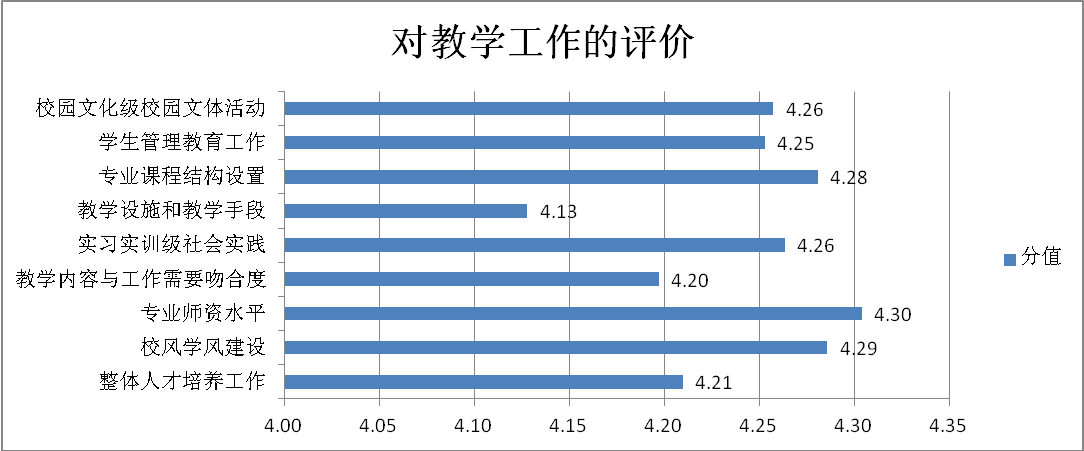 对教学工作的评价
校园文化级校园文体活动
4.26
学生管理教育工作
4.25
专业课程结构设置
4.28
教学设施和教学手段
4.13
实习实训级社会实践
4.26
教学内容与工作需要吻合度
4.20
专业师资水平
4.30
校风学风建设
4.29
整体人才培养工作
4.21
分值
4.00 4.05 4.10 4.15 4.20 4.25 4.30 4.35